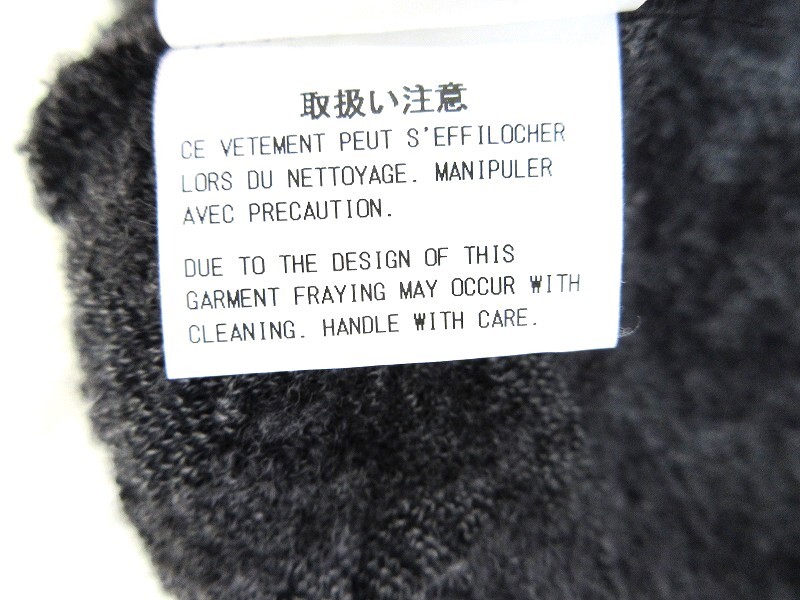 取扱い注意
CE VETEMENT PEUT S'EFFILOCHER
LORS DU NETTOYAGE. MANIPULER
AVEC PRECAUTION.
DUE TO THE DESIGN OF THIS
GARMENT FRAYING MAY OCCUR WITH
CLEANING. HANDLE WITH CARE.